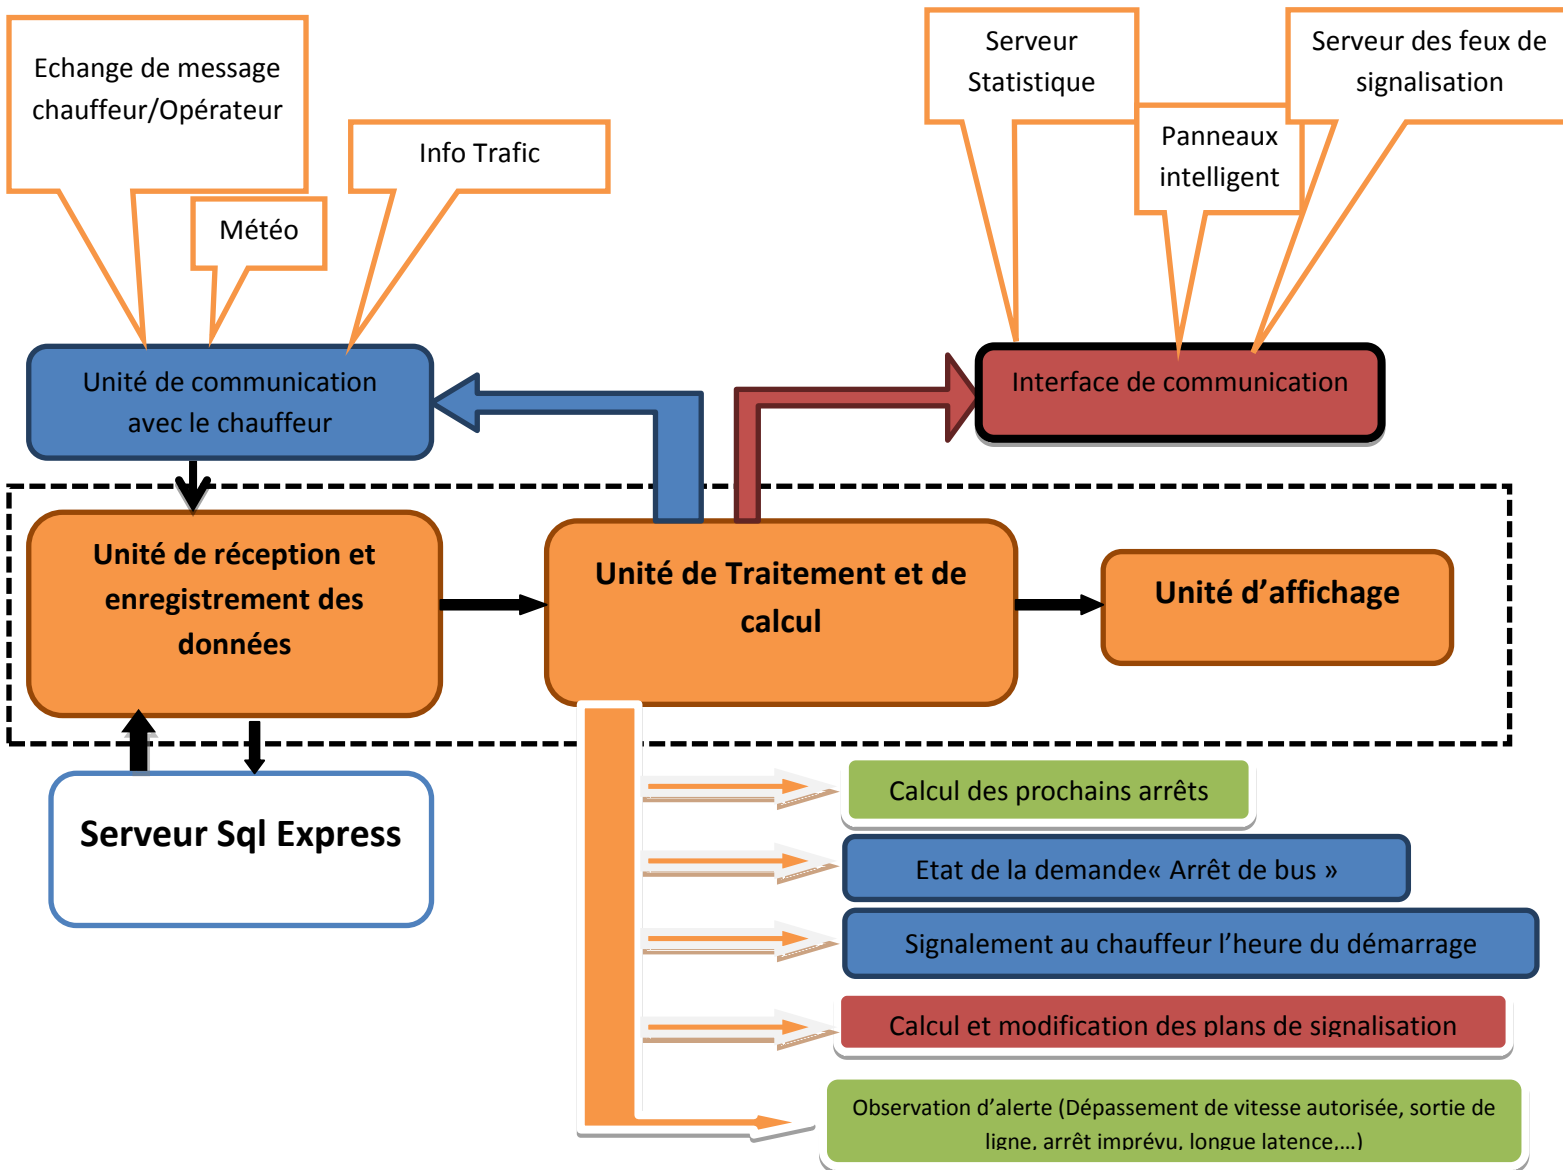 Echange de message
chauffeur/Opérateur
Info Trafic
Météo
Serveur
Statistique
Panneaux
intelligent
Serveur des feux de
signalisation
Unité de communication
avec le chauffeur
Interface de communication
Unité de réception et
enregistrement des
données
Unité de Traitement et de
calcul
Unité d’affichage
Serveur Sql Express
Calcul des prochains arrêts
Etat de la demande« Arrêt de bus »
Signalement au chauffeur l’heure du démarrage
Calcul et modification des plans de signalisation
Observation d’alerte (Dépassement de vitesse autorisée, sortie de
ligne, arrêt imprévu, longue latence,…)